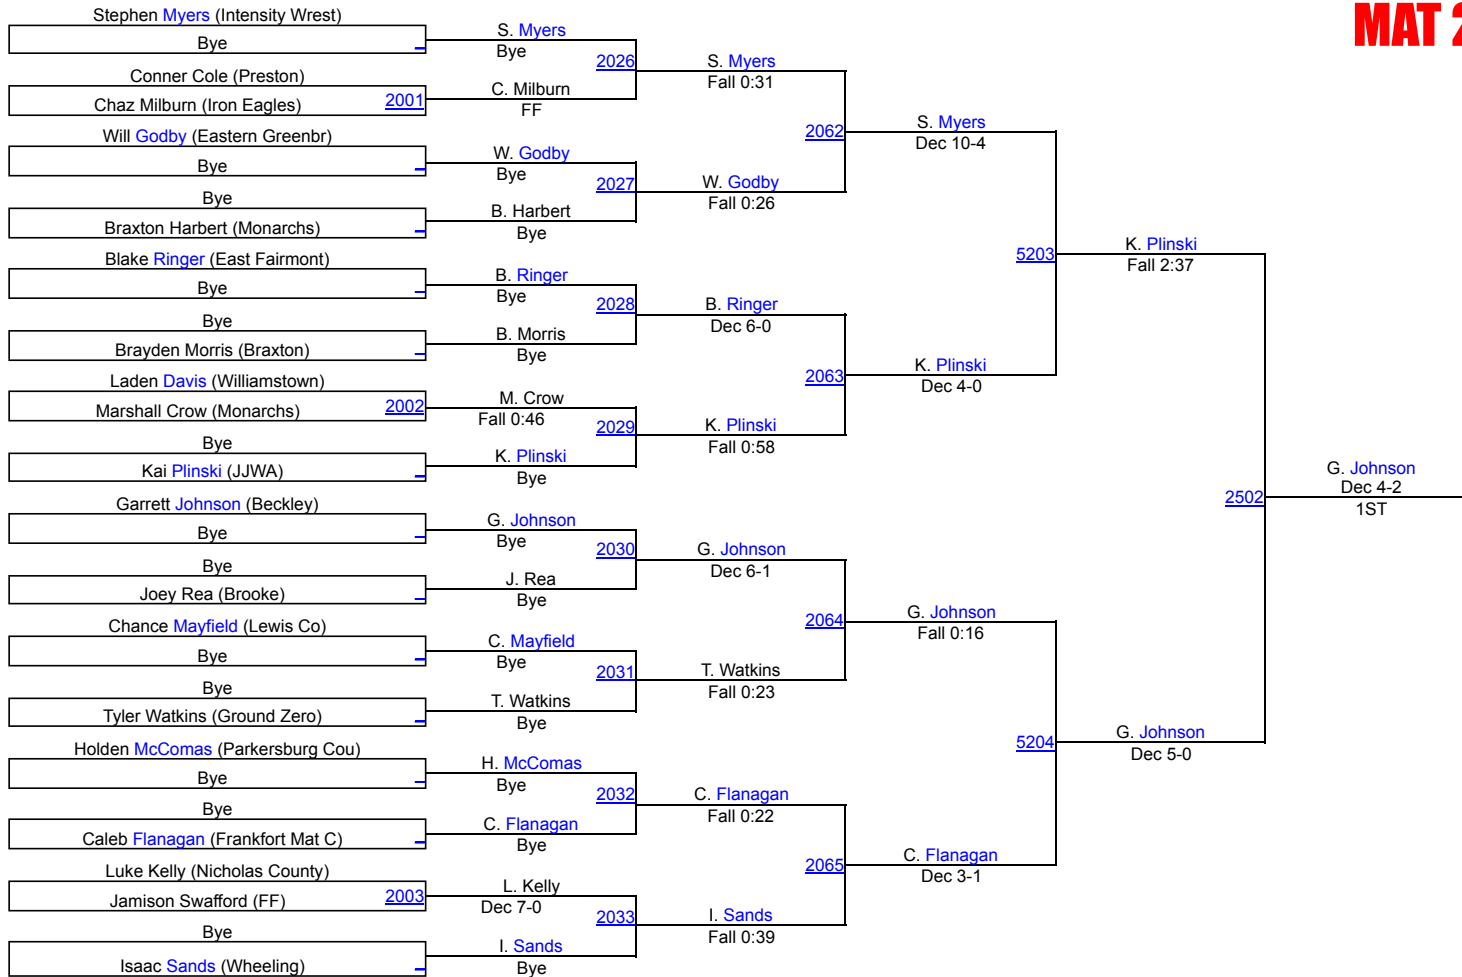 MAT 2
Stephen Myers (Intensity Wrest)
Bye
Conner Cole (Preston)
Chaz Milburn (Iron Eagles) 2001
Will Godby (Eastern Greenbr)
Bye
Bye
Braxton Harbert (Monarchs)
Blake Ringer (East Fairmont)
Bye
Bye
Brayden Morris (Braxton)
Laden Davis (Williamstown)
Marshall Crow (Monarchs) 2002
Bye
Kai Plinski (JJWA)
Garrett Johnson (Beckley)
Bye
Bye
Joey Rea (Brooke)
Chance Mayfield (Lewis Co)
Bye
Bye
Tyler Watkins (Ground Zero)
Holden McComas (Parkersburg Cou)
Bye
Bye
Caleb Flanagan (Frankfort Mat C)
Luke Kelly (Nicholas County)
Jamison Swafford (FF) 2003
Bye
Isaac Sands (Wheeling)
S. Myers
Bye
2026
C. Milburn
FF
W. Godby
Bye
2027
B. Harbert
Bye
B. Ringer
Bye
2028
B. Morris
Bye
M. Crow
Fall 0:46
2029
K. Plinski
Bye
G. Johnson
Bye
2030
J. Rea
Bye
C. Mayfield
Bye
2031
T. Watkins
Bye
H. McComas
Bye
2032
C. Flanagan
Bye
L. Kelly
Dec 7-0
2033
I. Sands
Bye
S. Myers
Fall 0:31
2062
W. Godby
Fall 0:26
B. Ringer
Dec 6-0
2063
K. Plinski
Fall 0:58
G. Johnson
Dec 6-1
2064
T. Watkins
Fall 0:23
C. Flanagan
Fall 0:22
2065
I. Sands
Fall 0:39
S. Myers
Dec 10-4
5203
K. Plinski
Dec 4-0
G. Johnson
Fall 0:16
5204
C. Flanagan
Dec 3-1
K. Plinski
Fall 2:37
2502
G. Johnson
Dec 5-0
G. Johnson
Dec 4-2
1ST